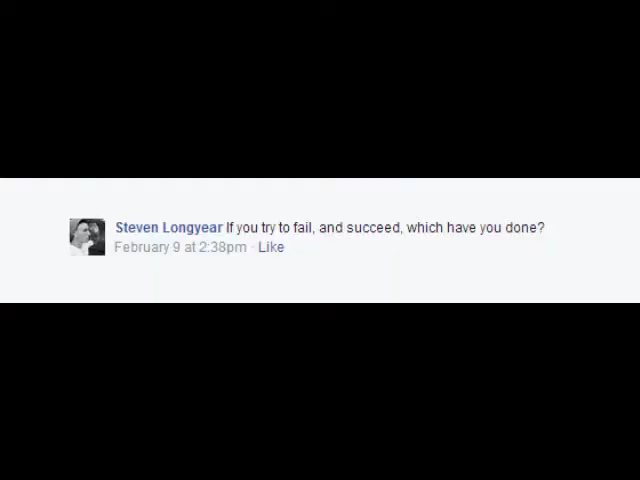 Steven Longyear If you try to fail, and succeed, which have you done?
February 9 at 2:38pm · Like